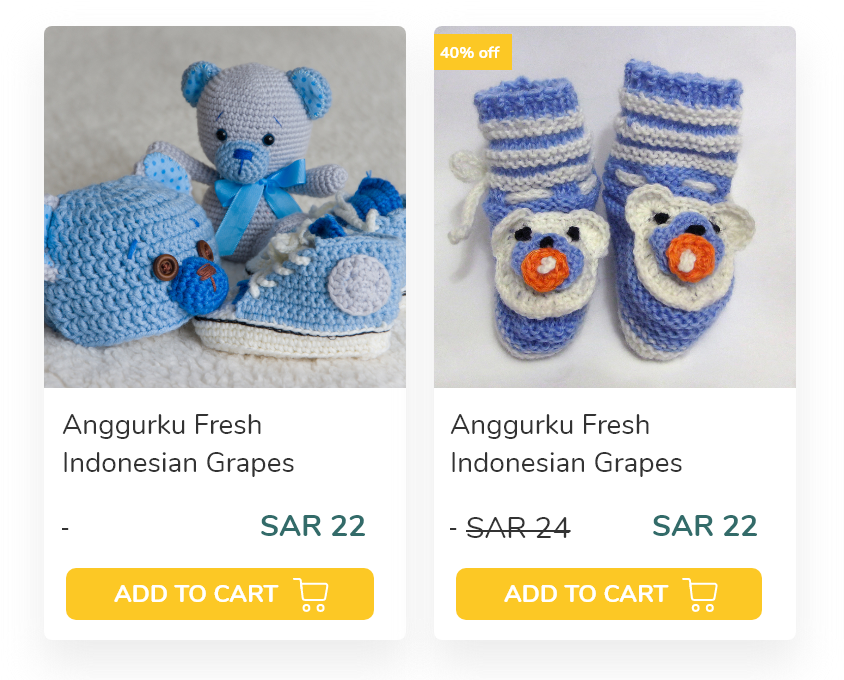 Anggurku Fresh
Indonesian Grapes
-
SAR 22
ADD TO CART
40% off
Anggurku Fresh
Indonesian Grapes
- SAR 24
SAR 22
ADD TO CART